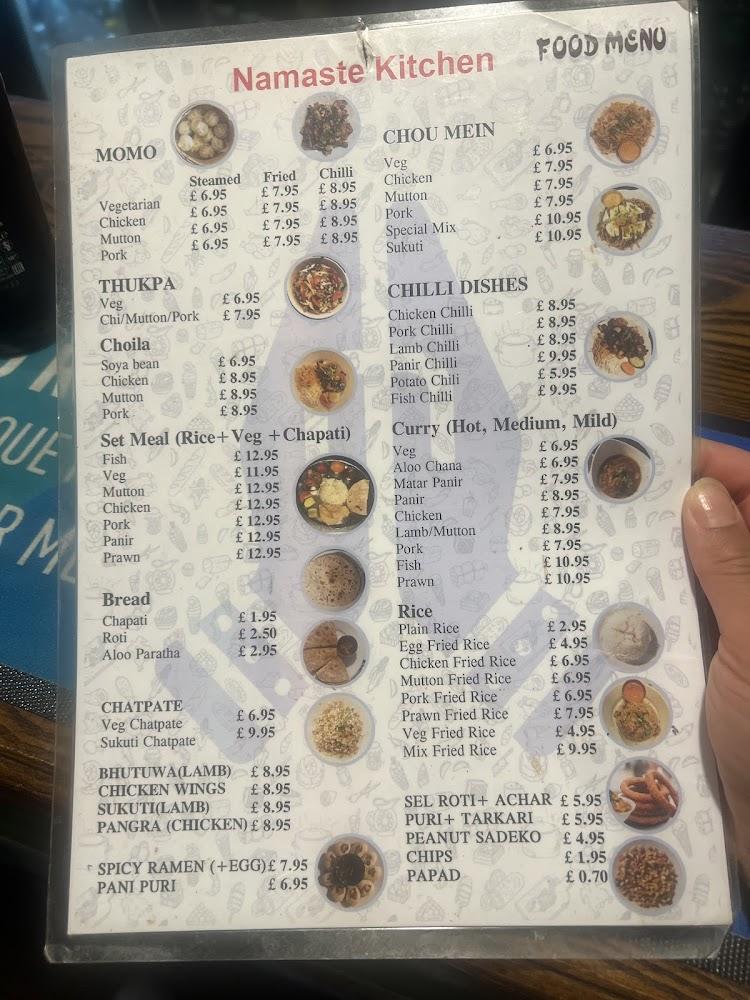 Namaste Kitchen
FOOD MENU
MOMO
Steamed Fried Chilli
Vegetarian £ 6.95 £ 7.95 £ 8.95
Chicken £ 6.95 £ 7.95 £ 8.95
Mutton £ 6.95 £ 7.95 £ 8.95
Pork £ 6.95 £ 7.95 £ 8.95
THUKPA
Veg £ 6.95
Chi/Mutton/Pork £ 7.95
Choila
Soya bean £ 6.95
Chicken £ 8.95
Mutton £ 8.95
Pork £ 8.95
Set Meal (Rice+Veg +Chapati)
Fish £ 12.95
Veg £ 11.95
Mutton £ 12.95
Chicken £ 12.95
Pork £ 12.95
Panir £ 12.95
Prawn £ 12.95
Bread
Chapati £ 1.95
Roti £ 2.50
Aloo Paratha £ 2.95
CHATPATE
Veg Chatpate £ 6.95
Sukuti Chatpate £ 9.95
BHUTUWA(LAMB) £ 8.95
CHICKEN WINGS £ 8.95
SUKUTI(LAMB) £ 8.95
PANGRA (CHICKEN) £ 8.95
SPICY RAMEN (+EGG) £ 7.95
PANI PURI £ 6.95
CHOU MEIN
Veg £ 6.95
Chicken £ 7.95
Mutton £ 7.95
Pork £ 7.95
Special Mix £ 10.95
Sukuti £ 10.95
CHILLI DISHES
Chicken Chilli £ 8.95
Pork Chilli £ 8.95
Lamb Chilli £ 8.95
Panir Chilli £ 9.95
Potato Chili £ 5.95
Fish Chilli £ 9.95
Curry (Hot, Medium, Mild)
Veg £ 6.95
Aloo Chana £ 6.95
Matar Panir £ 7.95
Panir £ 8.95
Chicken £ 7.95
Lamb/Mutton £ 8.95
Pork £ 7.95
Fish £ 10.95
Prawn £ 10.95
Rice
Plain Rice £ 2.95
Egg Fried Rice £ 4.95
Chicken Fried Rice £ 6.95
Mutton Fried Rice £ 6.95
Pork Fried Rice £ 6.95
Prawn Fried Rice £ 7.95
Veg Fried Rice £ 4.95
Mix Fried Rice £ 9.95
SEL ROTI+ ACHAR £ 5.95
PURI+ TARKARI £ 5.95
PEANUT SADEKO £ 4.95
CHIPS £ 1.95
PAPAD £ 0.70